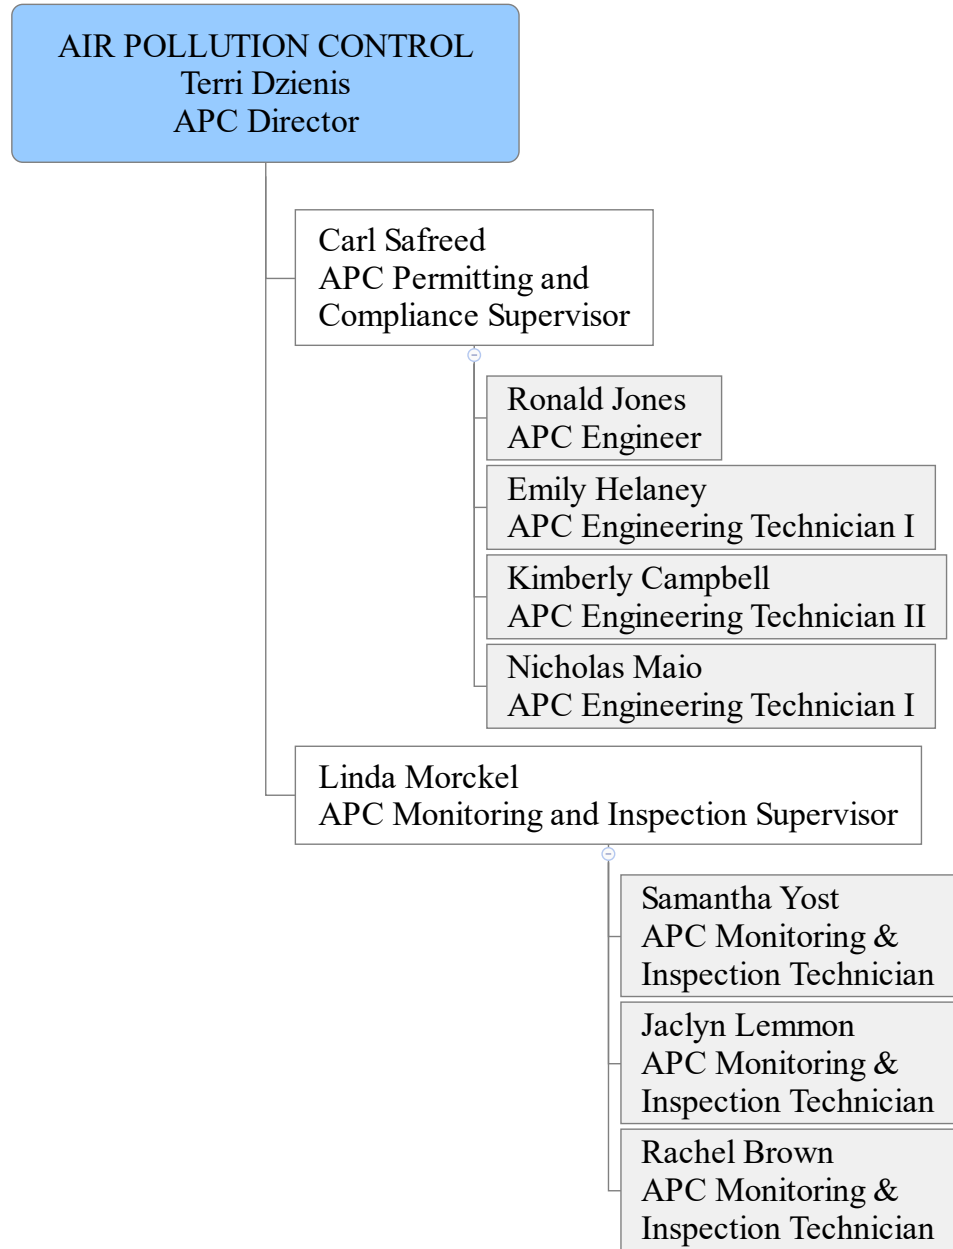 AIR POLLUTION CONTROL
Terri Dzienis
APC Director
Carl Safreed
APC Permitting and
Compliance Supervisor
Ronald Jones
APC Engineer
Emily Helaney
APC Engineering Technician I
Kimberly Campbell
APC Engineering Technician II
Nicholas Maio
APC Engineering Technician I
Linda Morckel
APC Monitoring and Inspection Supervisor
Samantha Yost
APC Monitoring &
Inspection Technician
Jaclyn Lemmon
APC Monitoring &
Inspection Technician
Rachel Brown
APC Monitoring &
Inspection Technician